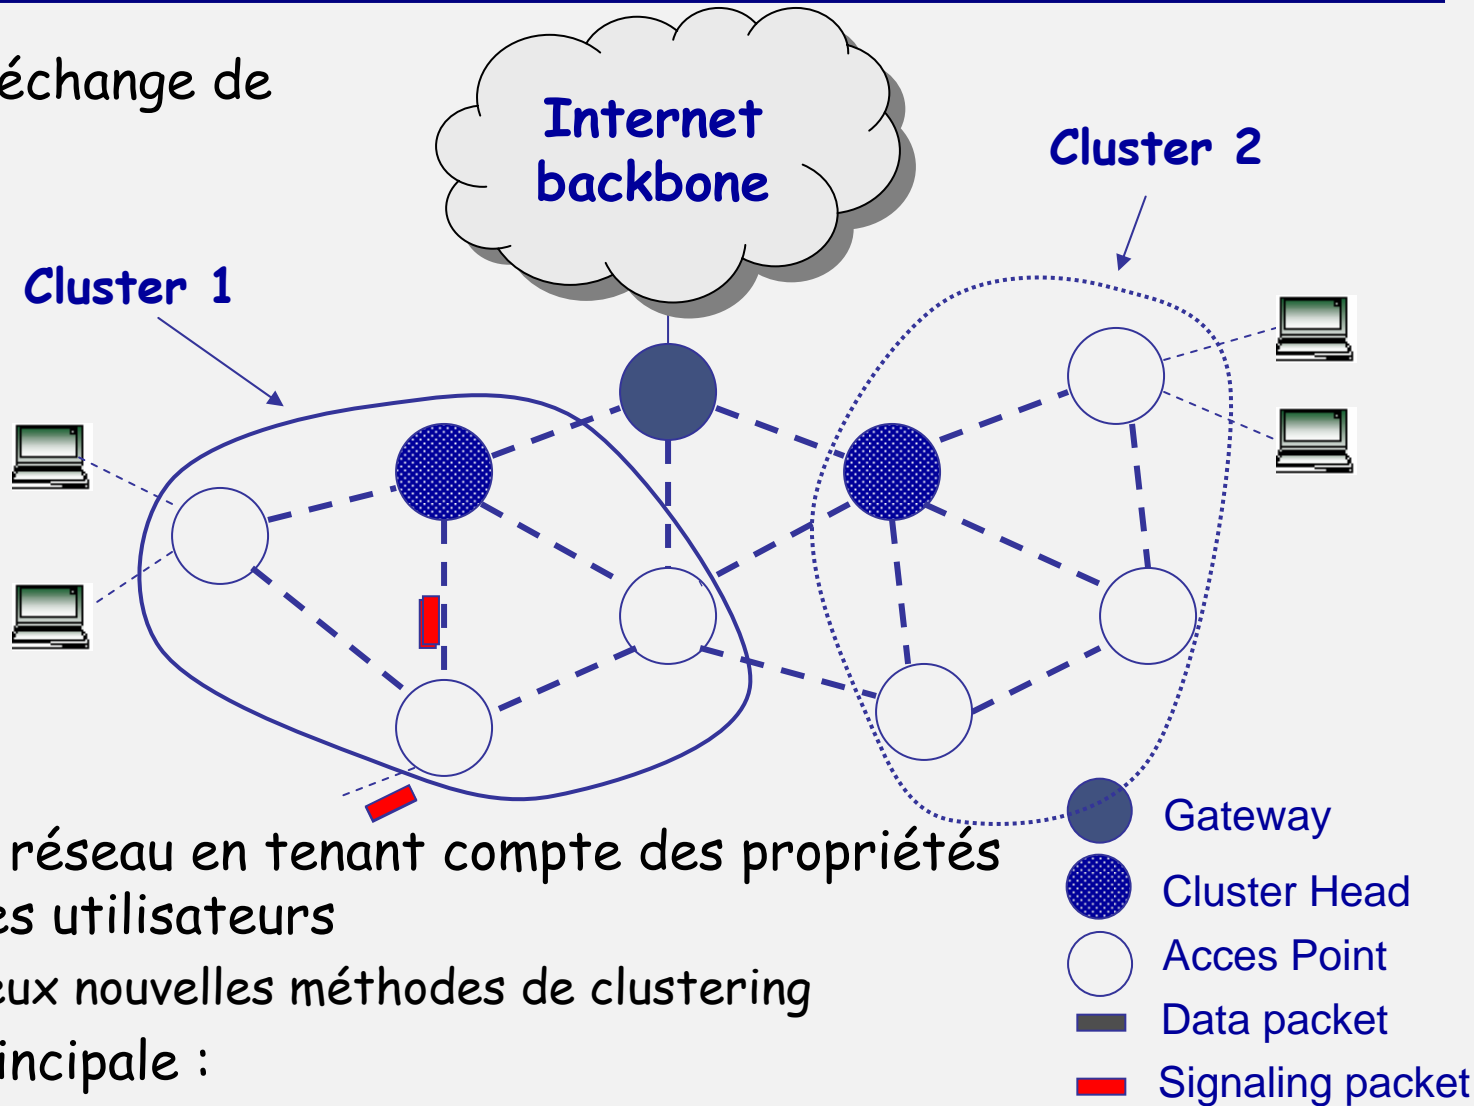 échange de
Internet
backbone
Cluster 2
Cluster 1
réseau en tenant compte des propriétés
es utilisateurs
eux nouvelles méthodes de clustering
incipale :
Gateway
Cluster Head
Acces Point
Data packet
Signaling packet